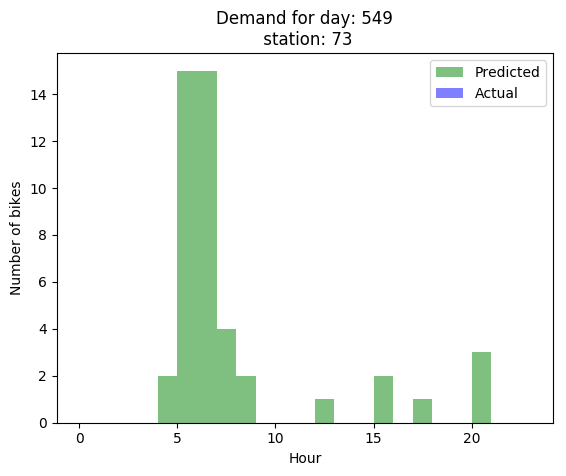 Demand for day: 549
station: 73
Predicted
Actual
Number of bikes
14
12
10
8
6
4
2
0
0 5 10 15 20
Hour